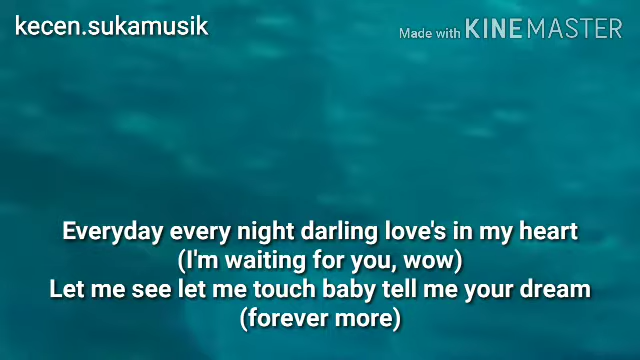 kecen.sukamusik
Made with KINEMASTER
Everyday every night darling love's in my heart
(I'm waiting for you, wow)
Let me see let me touch baby tell me your dream
(forever more)